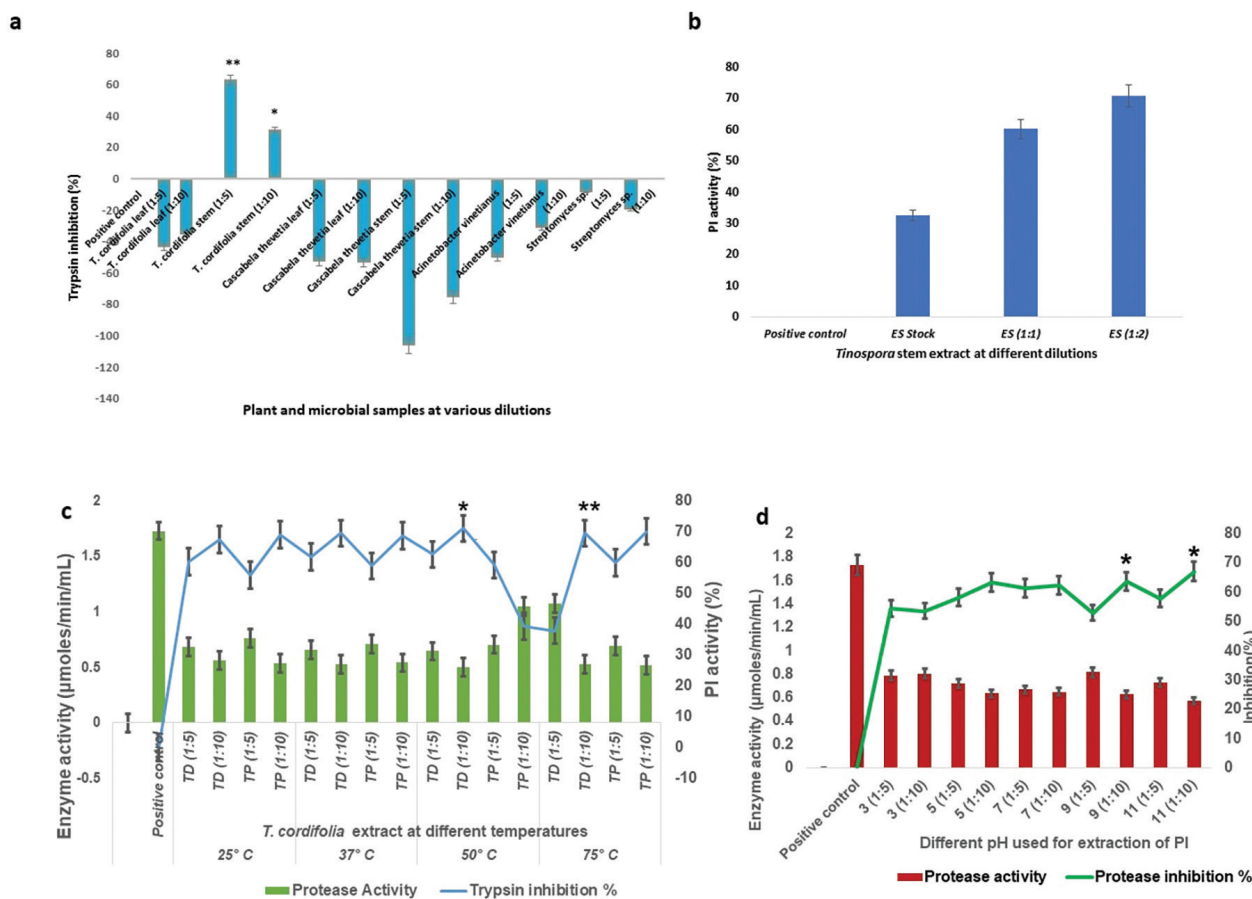 a
80
60
40
20
0
-20
-40
-60
-80
-100
-120
-140
Trypsin inhibition (%)
**
*
Positive control
T. cordifolia leaf (1:5)
T. cordifolia leaf (1:10)
T. cordifolia stem (1:5)
T. cordifolia stem (1:10)
Cascabela thevetia leaf (1:5)
Cascabela thevetia leaf (1:10)
Cascabela thevetia stem (1:5)
Cascabela thevetia stem (1:10)
Acinetobacter vinetianus
(1:5)
Acinetobacter vinetianus
(1:10)
Streptomyces sp.
(1:5)
Streptomyces sp.
(1:10)
Plant and microbial samples at various dilutions
b
80
70
60
50
40
30
20
10
0
PI activity (%)
Positive control
ES Stock
ES (1:1)
ES (1:2)
Tinospora stem extract at different dilutions
c
2
1.5
1
0.5
0
-0.5
Enzyme activity (μmoles/min/mL)
*
**
80
70
60
50
40
30
20
10
0
-10
PI activity (%)
Positive control
TD (1:5)
TD (1:10)
TP (1:5)
TP (1:10)
TD (1:5)
TD (1:10)
TP (1:5)
TP (1:10)
TD (1:5)
TD (1:10)
TP (1:5)
TP (1:10)
TD (1:5)
TD (1:10)
TP (1:5)
TP (1:10)
T. cordifolia extract at different temperatures
25° C
37° C
50° C
75° C
Protease Activity
Trypsin inhibition %
d
2
1.8
1.6
1.4
1.2
1
0.8
0.6
0.4
0.2
0
Enzyme activity (μmoles/min/mL)
*
*
80
70
60
50
40
30
20
10
0
Inhibition(%)
Positive control
3 (1:5)
3 (1:10)
5 (1:5)
5 (1:10)
7 (1:5)
7 (1:10)
9 (1:5)
9 (1:10)
11 (1:5)
11 (1:10)
Different pH used for extraction of PI
Protease activity
Protease inhibition %